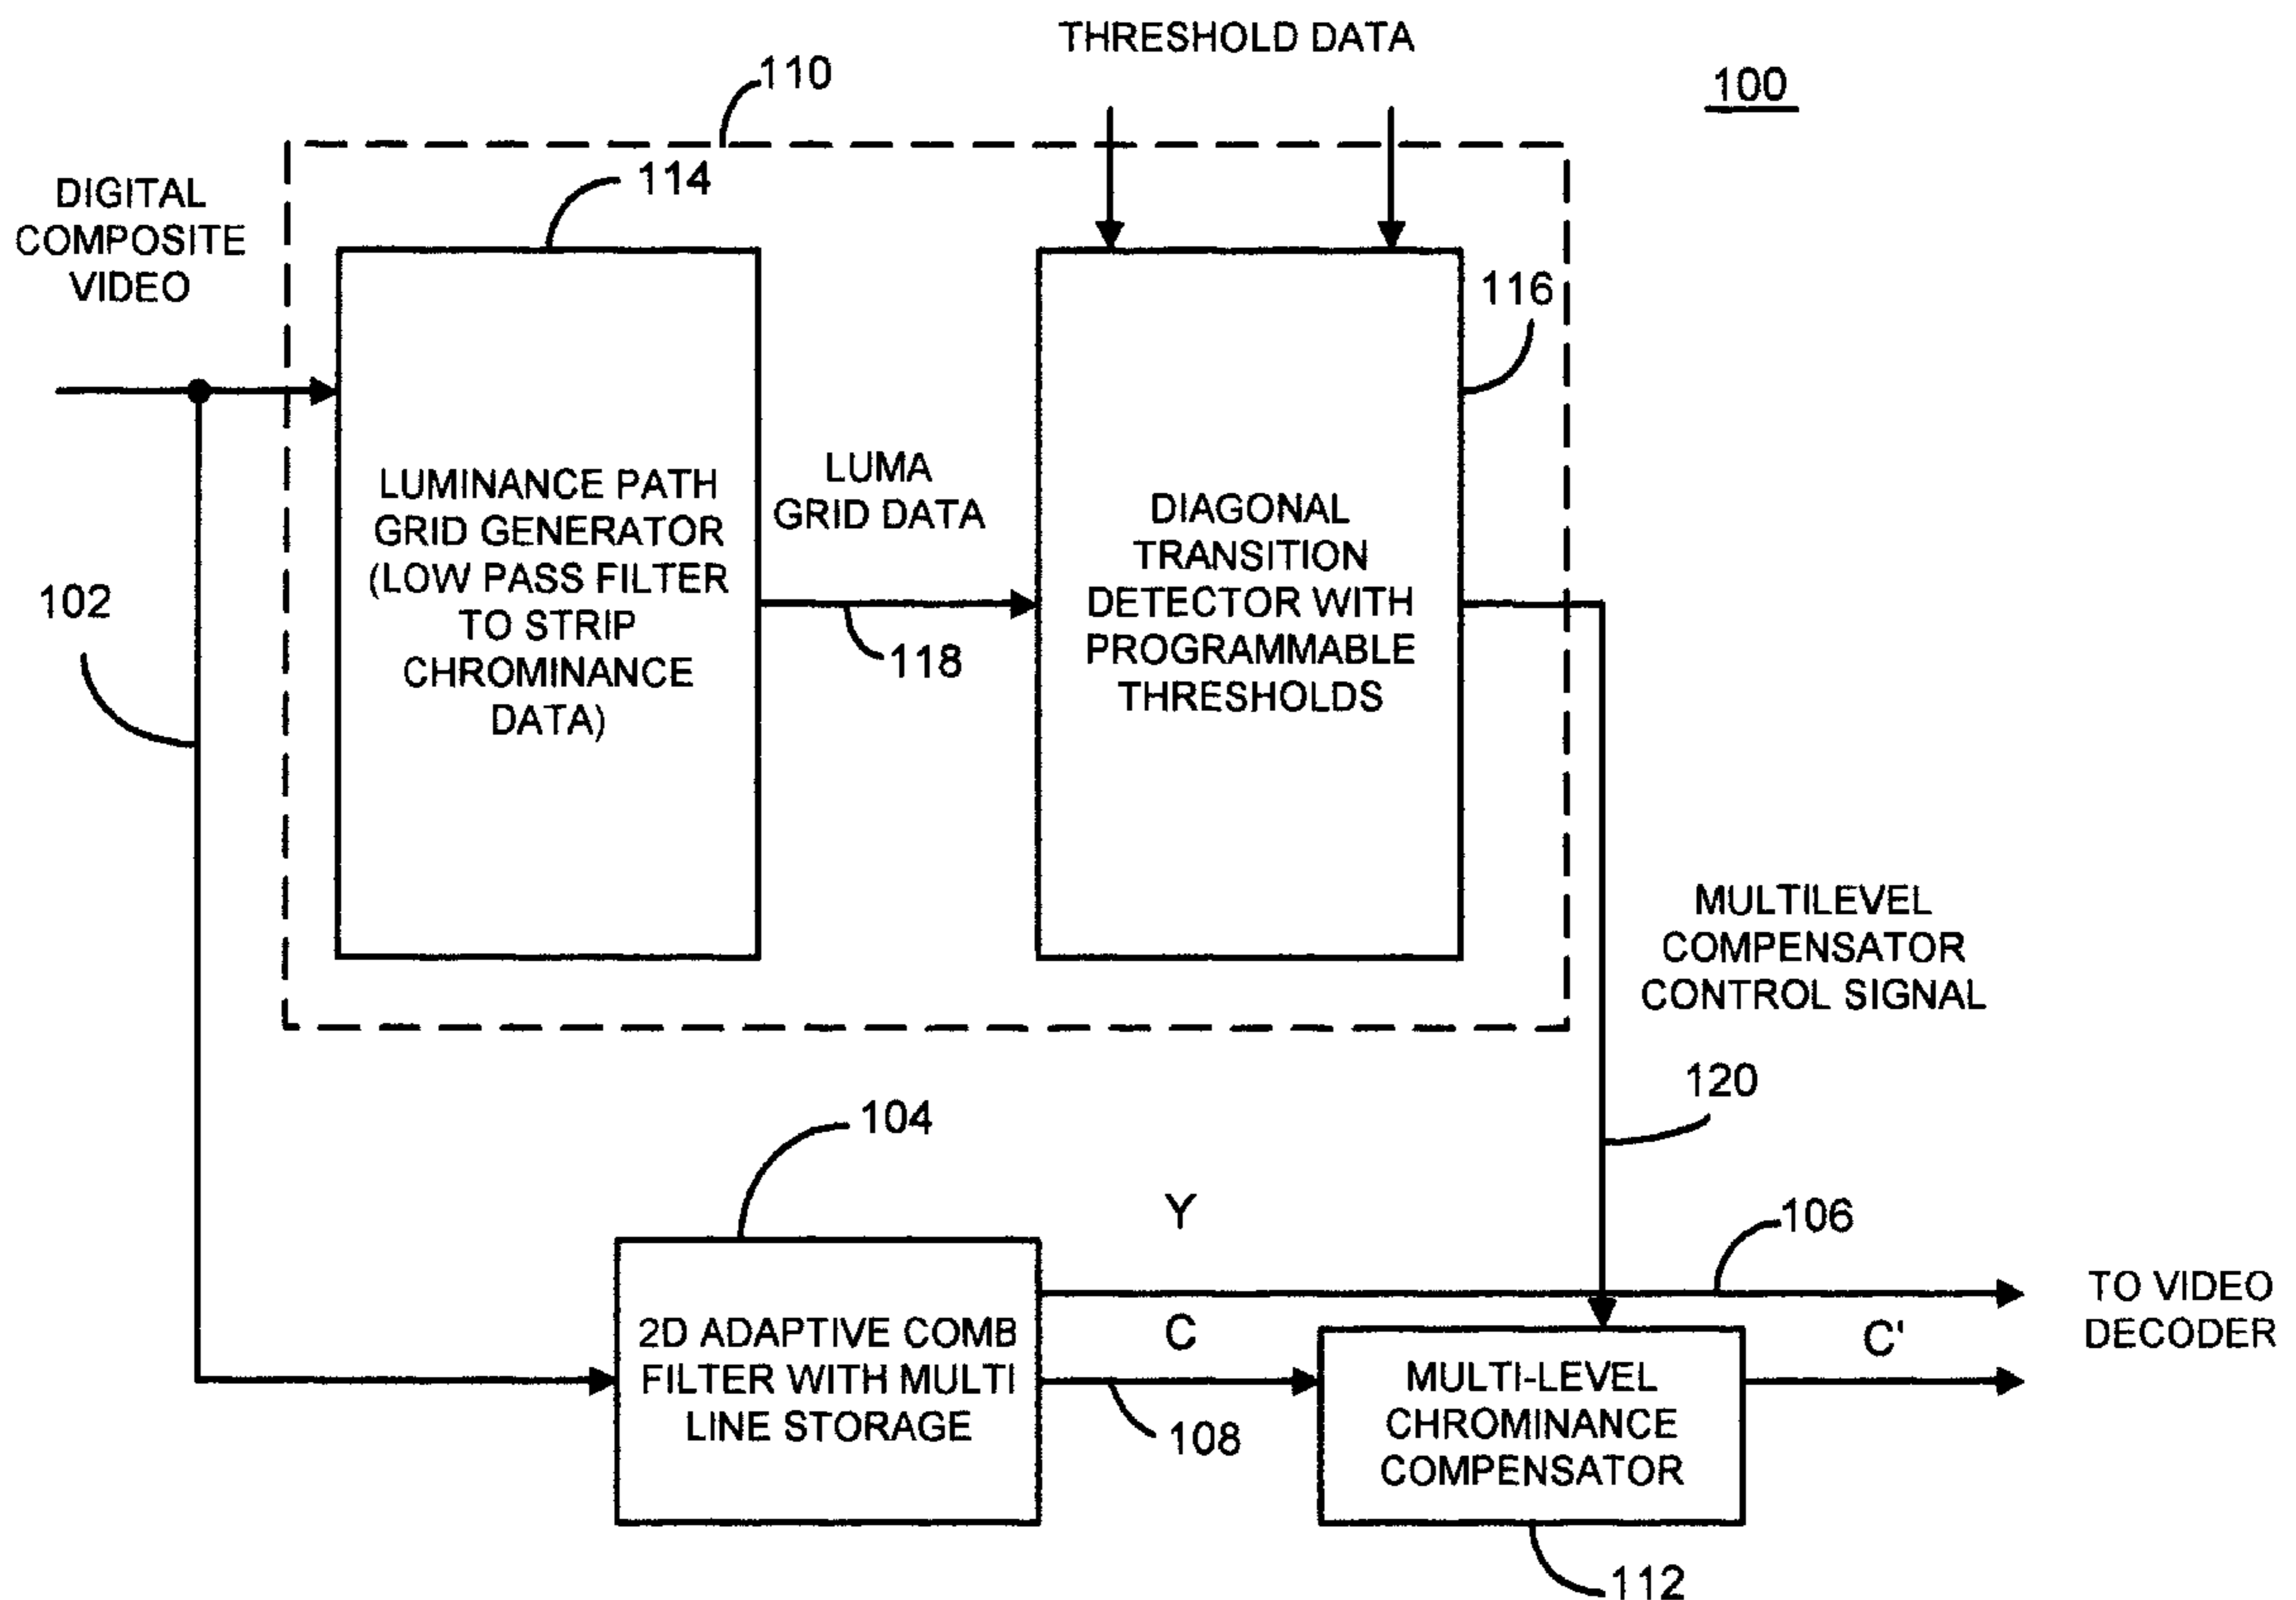 THRESHOLD DATA
100
110
114
DIGITAL
COMPOSITE
VIDEO
116
LUMINANCE PATH
GRID GENERATOR
(LOW PASS FILTER
TO STRIP
CHROMINANCE
DATA)
LUMA
GRID DATA
118
DIAGONAL
TRANSITION
DETECTOR WITH
PROGRAMMABLE
THRESHOLDS
102
MULTILEVEL
COMPENSATOR
CONTROL SIGNAL
120
104
Y
106
2D ADAPTIVE COMB
FILTER WITH MULTI
LINE STORAGE
C
108
MULTI-LEVEL
CHROMINANCE
COMPENSATOR
C'
TO VIDEO
DECODER
112